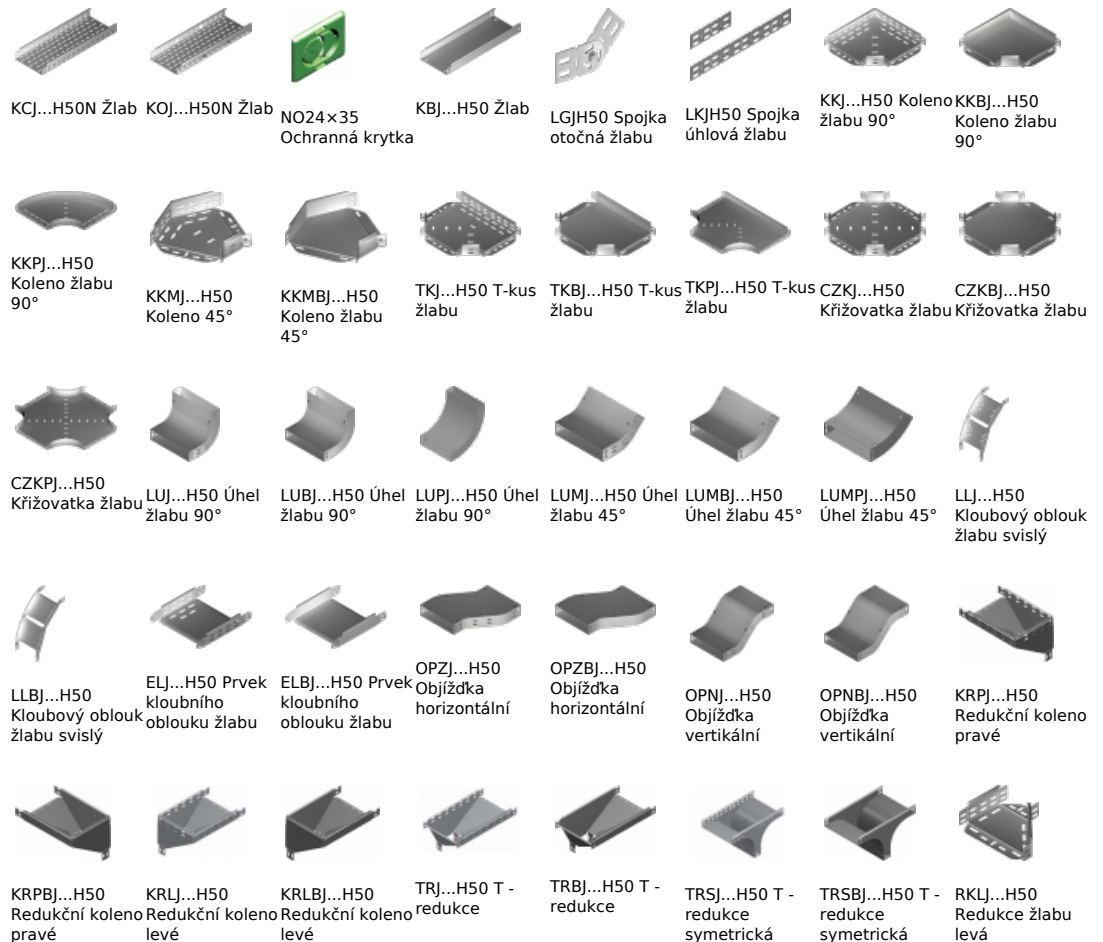 KCJ...H50N Žlab
KOJ...H50N Žlab
NO24×35
Ochranná krytka
KBJ...H50 Žlab
LGJH50 Spojka
otočná žlabu
LKJH50 Spojka
úhlová žlabu
KKJ...H50 Koleno
žlabu 90°
KKBJ...H50
Koleno žlabu
90°
KKPJ...H50
Koleno žlabu
90°
KKMJ...H50
Koleno 45°
KKMBJ...H50
Koleno žlabu
45°
TKJ...H50 T-kus
žlabu
TKBJ...H50 T-kus
žlabu
TKPJ...H50 T-kus
žlabu
CZKJ...H50
Křižovatka žlabu
CZKBJ...H50
Křižovatka žlabu
CZKPJ...H50
Křižovatka žlabu
LUJ...H50 Úhel
žlabu 90°
LUBJ...H50 Úhel
žlabu 90°
LUPJ...H50 Úhel
žlabu 90°
LUMJ...H50 Úhel
žlabu 45°
LUMBJ...H50
Úhel žlabu 45°
LUMPJ...H50
Úhel žlabu 45°
LLJ...H50
Kloubový oblouk
žlabu svislý
LLBJ...H50
Kloubový oblouk
žlabu svislý
ELJ...H50 Prvek
kloubního
oblouku žlabu
ELBJ...H50 Prvek
kloubního
oblouku žlabu
OPZJ...H50
Objížďka
horizontální
OPZBJ...H50
Objížďka
horizontální
OPNJ...H50
Objížďka
vertikální
OPNBJ...H50
Objížďka
vertikální
KRPJ...H50
Redukční koleno
pravé
KRPBJ...H50
Redukční koleno
pravé
KRLJ...H50
Redukční koleno
levé
KRLBJ...H50
Redukční koleno
levé
TRJ...H50 T -
redukce
TRBJ...H50 T -
redukce
TRSJ...H50 T -
redukce
symetrická
TRSBJ...H50 T -
redukce
symetrická
RKLJ...H50
Redukce žlabu
levá